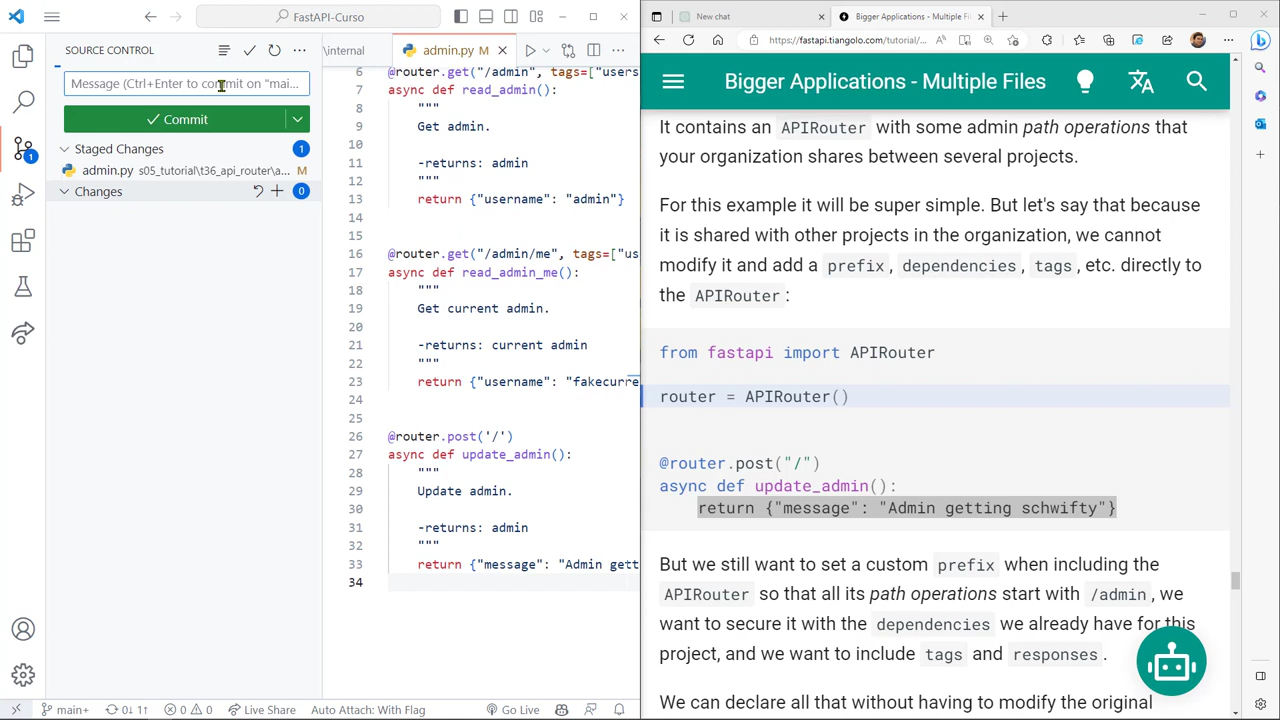 FastAPI-Curso
SOURCE CONTROL
Message (Ctrl+Enter to commit on "mai...
Commit
Staged Changes
1
admin.py s05_tutorial\t36_api_router\a... M
Changes
0
1
\internal
admin.py M
6 @router.get("/admin", tags=["users
7 async def read_admin():
8 """
9 Get admin.
10
11 -returns: admin
12 """
13 return {"username": "admin"}
14
15
16 @router.get("/admin/me", tags=["us
17 async def read_admin_me():
18 """
19 Get current admin.
20
21 -returns: current admin
22 """
23 return {"username": "fakecurre
24
25
26 @router.post('/')
27 async def update_admin():
28 """
29 Update admin.
30
31 -returns: admin
32 """
33 return {"message": "Admin gett
34
main+ 0↓ 1↑ 0 0 Live Share Auto Attach: With Flag Go Live
New chat
Bigger Applications - Multiple Fi
https://fastapi.tiangolo.com/tutorial/...
Bigger Applications - Multiple Files
It contains an APIRouter with some admin path operations that
your organization shares between several projects.
For this example it will be super simple. But let's say that because
it is shared with other projects in the organization, we cannot
modify it and add a prefix, dependencies, tags, etc. directly to
the APIRouter:
from fastapi import APIRouter
router = APIRouter()
@router.post("/")
async def update_admin():
return {"message": "Admin getting schwifty"}
But we still want to set a custom prefix when including the
APIRouter so that all its path operations start with /admin, we
want to secure it with the dependencies we already have for this
project, and we want to include tags and responses.
We can declare all that without having to modify the original